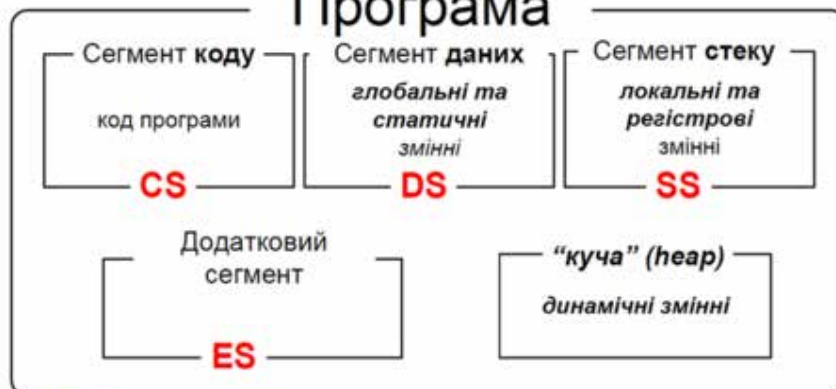 Програма
Сегмент коду
код програми
CS
Сегмент даних
глобальні та
статичні
змінні
DS
Сегмент стеку
локальні та
регістрові
змінні
SS
Додатковий
сегмент
ES
“куча” (heap)
динамічні змінні